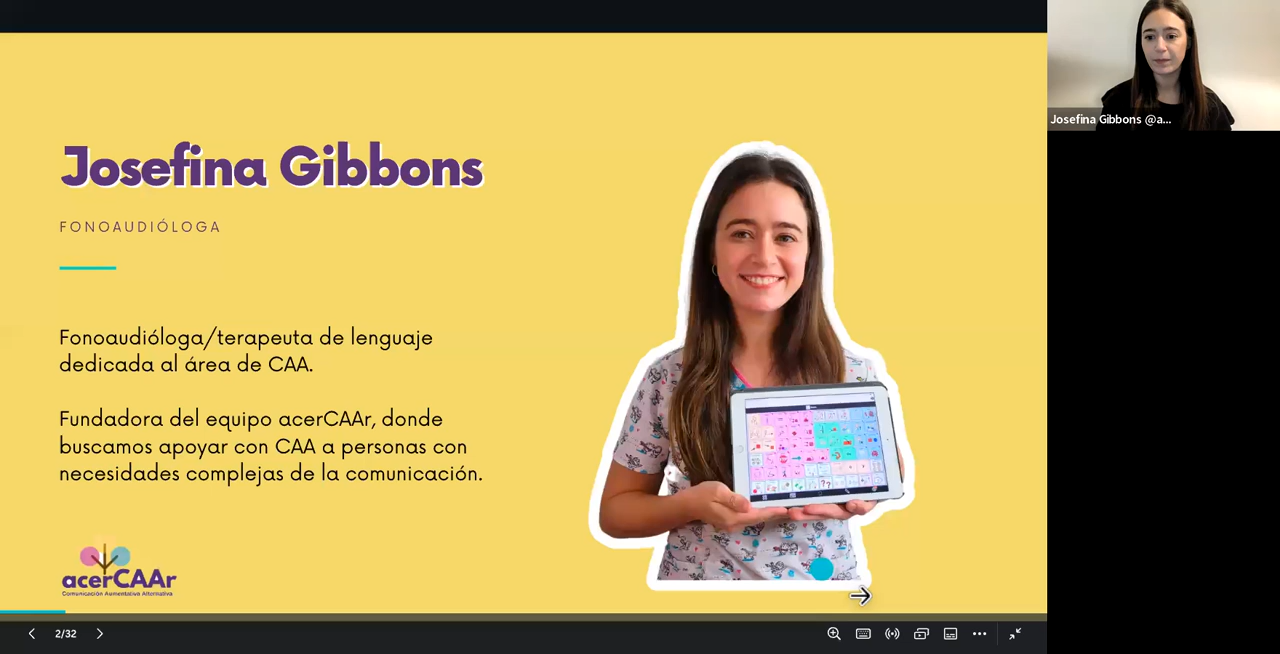 Josefina Gibbons
FONOAUDIÓLOGA
Fonoaudióloga/terapeuta de lenguaje
dedicada al área de CAA.
Fundadora del equipo acerCAAr, donde
buscamos apoyar con CAA a personas con
necesidades complejas de la comunicación.
acerCAAr
Comunicación Aumentativa Alternativa
2/32
Josefina Gibbons @a...